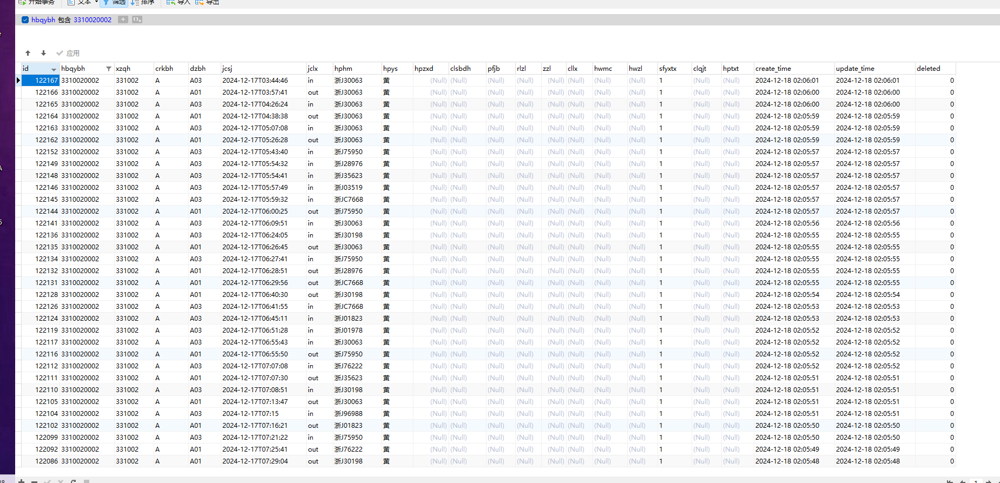 开始事务 文本 筛选 排序 导入 导出
hbqybh 包含 3310020002
应用
id hbqybh xzqh crkbh dzbh jcsj jclx hphm hpys hpzxd clsbdh pfjb rlzl zzl cllx hwmc hwzl sfyxtx clqjt hptxt create_time update_time deleted
122167 3310020002 331002 A A03 2024-12-17T03:44:46 in 浙J30063 黄 (Null) (Null) (Null) (Null) (Null) (Null) (Null) (Null) 1 (Null) (Null) 2024-12-18 02:06:01 2024-12-18 02:06:01 0
122166 3310020002 331002 A A01 2024-12-17T03:57:41 out 浙J30063 黄 (Null) (Null) (Null) (Null) (Null) (Null) (Null) (Null) 1 (Null) (Null) 2024-12-18 02:06:00 2024-12-18 02:06:00 0
122165 3310020002 331002 A A03 2024-12-17T04:26:24 in 浙J30063 黄 (Null) (Null) (Null) (Null) (Null) (Null) (Null) (Null) 1 (Null) (Null) 2024-12-18 02:06:00 2024-12-18 02:06:00 0
122164 3310020002 331002 A A01 2024-12-17T04:38:38 out 浙J30063 黄 (Null) (Null) (Null) (Null) (Null) (Null) (Null) (Null) 1 (Null) (Null) 2024-12-18 02:05:59 2024-12-18 02:05:59 0
122163 3310020002 331002 A A03 2024-12-17T05:07:08 in 浙J30063 黄 (Null) (Null) (Null) (Null) (Null) (Null) (Null) (Null) 1 (Null) (Null) 2024-12-18 02:05:59 2024-12-18 02:05:59 0
122162 3310020002 331002 A A01 2024-12-17T05:26:28 out 浙J30063 黄 (Null) (Null) (Null) (Null) (Null) (Null) (Null) (Null) 1 (Null) (Null) 2024-12-18 02:05:59 2024-12-18 02:05:59 0
122152 3310020002 331002 A A03 2024-12-17T05:43:40 in 浙J75950 黄 (Null) (Null) (Null) (Null) (Null) (Null) (Null) (Null) 1 (Null) (Null) 2024-12-18 02:05:57 2024-12-18 02:05:57 0
122149 3310020002 331002 A A03 2024-12-17T05:54:32 in 浙J28976 黄 (Null) (Null) (Null) (Null) (Null) (Null) (Null) (Null) 1 (Null) (Null) 2024-12-18 02:05:57 2024-12-18 02:05:57 0
122148 3310020002 331002 A A03 2024-12-17T05:54:41 in 浙J35623 黄 (Null) (Null) (Null) (Null) (Null) (Null) (Null) (Null) 1 (Null) (Null) 2024-12-18 02:05:57 2024-12-18 02:05:57 0
122146 3310020002 331002 A A03 2024-12-17T05:57:49 in 浙J03519 黄 (Null) (Null) (Null) (Null) (Null) (Null) (Null) (Null) 1 (Null) (Null) 2024-12-18 02:05:57 2024-12-18 02:05:57 0
122145 3310020002 331002 A A03 2024-12-17T05:59:32 in 浙JC7668 黄 (Null) (Null) (Null) (Null) (Null) (Null) (Null) (Null) 1 (Null) (Null) 2024-12-18 02:05:57 2024-12-18 02:05:57 0
122144 3310020002 331002 A A01 2024-12-17T06:00:25 out 浙J75950 黄 (Null) (Null) (Null) (Null) (Null) (Null) (Null) (Null) 1 (Null) (Null) 2024-12-18 02:05:57 2024-12-18 02:05:57 0
122141 3310020002 331002 A A03 2024-12-17T06:09:51 in 浙J30063 黄 (Null) (Null) (Null) (Null) (Null) (Null) (Null) (Null) 1 (Null) (Null) 2024-12-18 02:05:56 2024-12-18 02:05:56 0
122136 3310020002 331002 A A03 2024-12-17T06:24:05 in 浙J30198 黄 (Null) (Null) (Null) (Null) (Null) (Null) (Null) (Null) 1 (Null) (Null) 2024-12-18 02:05:55 2024-12-18 02:05:55 0
122135 3310020002 331002 A A01 2024-12-17T06:26:45 out 浙J30063 黄 (Null) (Null) (Null) (Null) (Null) (Null) (Null) (Null) 1 (Null) (Null) 2024-12-18 02:05:55 2024-12-18 02:05:55 0
122134 3310020002 331002 A A03 2024-12-17T06:27:41 in 浙J75950 黄 (Null) (Null) (Null) (Null) (Null) (Null) (Null) (Null) 1 (Null) (Null) 2024-12-18 02:05:55 2024-12-18 02:05:55 0
122132 3310020002 331002 A A01 2024-12-17T06:28:51 out 浙J28976 黄 (Null) (Null) (Null) (Null) (Null) (Null) (Null) (Null) 1 (Null) (Null) 2024-12-18 02:05:55 2024-12-18 02:05:55 0
122131 3310020002 331002 A A01 2024-12-17T06:29:56 out 浙JC7668 黄 (Null) (Null) (Null) (Null) (Null) (Null) (Null) (Null) 1 (Null) (Null) 2024-12-18 02:05:55 2024-12-18 02:05:55 0
122128 3310020002 331002 A A01 2024-12-17T06:40:30 out 浙J30198 黄 (Null) (Null) (Null) (Null) (Null) (Null) (Null) (Null) 1 (Null) (Null) 2024-12-18 02:05:54 2024-12-18 02:05:54 0
122126 3310020002 331002 A A03 2024-12-17T06:41:55 in 浙JC7668 黄 (Null) (Null) (Null) (Null) (Null) (Null) (Null) (Null) 1 (Null) (Null) 2024-12-18 02:05:53 2024-12-18 02:05:53 0
122124 3310020002 331002 A A03 2024-12-17T06:45:11 in 浙J01823 黄 (Null) (Null) (Null) (Null) (Null) (Null) (Null) (Null) 1 (Null) (Null) 2024-12-18 02:05:53 2024-12-18 02:05:53 0
122119 3310020002 331002 A A03 2024-12-17T06:51:28 in 浙J01978 黄 (Null) (Null) (Null) (Null) (Null) (Null) (Null) (Null) 1 (Null) (Null) 2024-12-18 02:05:52 2024-12-18 02:05:52 0
122117 3310020002 331002 A A03 2024-12-17T06:55:43 in 浙J30063 黄 (Null) (Null) (Null) (Null) (Null) (Null) (Null) (Null) 1 (Null) (Null) 2024-12-18 02:05:52 2024-12-18 02:05:52 0
122116 3310020002 331002 A A01 2024-12-17T06:55:50 out 浙J75950 黄 (Null) (Null) (Null) (Null) (Null) (Null) (Null) (Null) 1 (Null) (Null) 2024-12-18 02:05:52 2024-12-18 02:05:52 0
122112 3310020002 331002 A A03 2024-12-17T07:07:08 in 浙J76222 黄 (Null) (Null) (Null) (Null) (Null) (Null) (Null) (Null) 1 (Null) (Null) 2024-12-18 02:05:52 2024-12-18 02:05:52 0
122111 3310020002 331002 A A01 2024-12-17T07:07:30 out 浙J35623 黄 (Null) (Null) (Null) (Null) (Null) (Null) (Null) (Null) 1 (Null) (Null) 2024-12-18 02:05:51 2024-12-18 02:05:51 0
122110 3310020002 331002 A A03 2024-12-17T07:08:51 in 浙J30198 黄 (Null) (Null) (Null) (Null) (Null) (Null) (Null) (Null) 1 (Null) (Null) 2024-12-18 02:05:51 2024-12-18 02:05:51 0
122105 3310020002 331002 A A01 2024-12-17T07:13:47 out 浙J30063 黄 (Null) (Null) (Null) (Null) (Null) (Null) (Null) (Null) 1 (Null) (Null) 2024-12-18 02:05:51 2024-12-18 02:05:51 0
122104 3310020002 331002 A A03 2024-12-17T07:15 in 浙J96988 黄 (Null) (Null) (Null) (Null) (Null) (Null) (Null) (Null) 1 (Null) (Null) 2024-12-18 02:05:51 2024-12-18 02:05:51 0
122102 3310020002 331002 A A01 2024-12-17T07:16:21 out 浙J01823 黄 (Null) (Null) (Null) (Null) (Null) (Null) (Null) (Null) 1 (Null) (Null) 2024-12-18 02:05:50 2024-12-18 02:05:50 0
122099 3310020002 331002 A A03 2024-12-17T07:21:22 in 浙J75950 黄 (Null) (Null) (Null) (Null) (Null) (Null) (Null) (Null) 1 (Null) (Null) 2024-12-18 02:05:50 2024-12-18 02:05:50 0
122092 3310020002 331002 A A01 2024-12-17T07:25:41 out 浙J76222 黄 (Null) (Null) (Null) (Null) (Null) (Null) (Null) (Null) 1 (Null) (Null) 2024-12-18 02:05:49 2024-12-18 02:05:49 0
122086 3310020002 331002 A A01 2024-12-17T07:29:04 out 浙J30198 黄 (Null) (Null) (Null) (Null) (Null) (Null) (Null) (Null) 1 (Null) (Null) 2024-12-18 02:05:48 2024-12-18 02:05:48 0
1